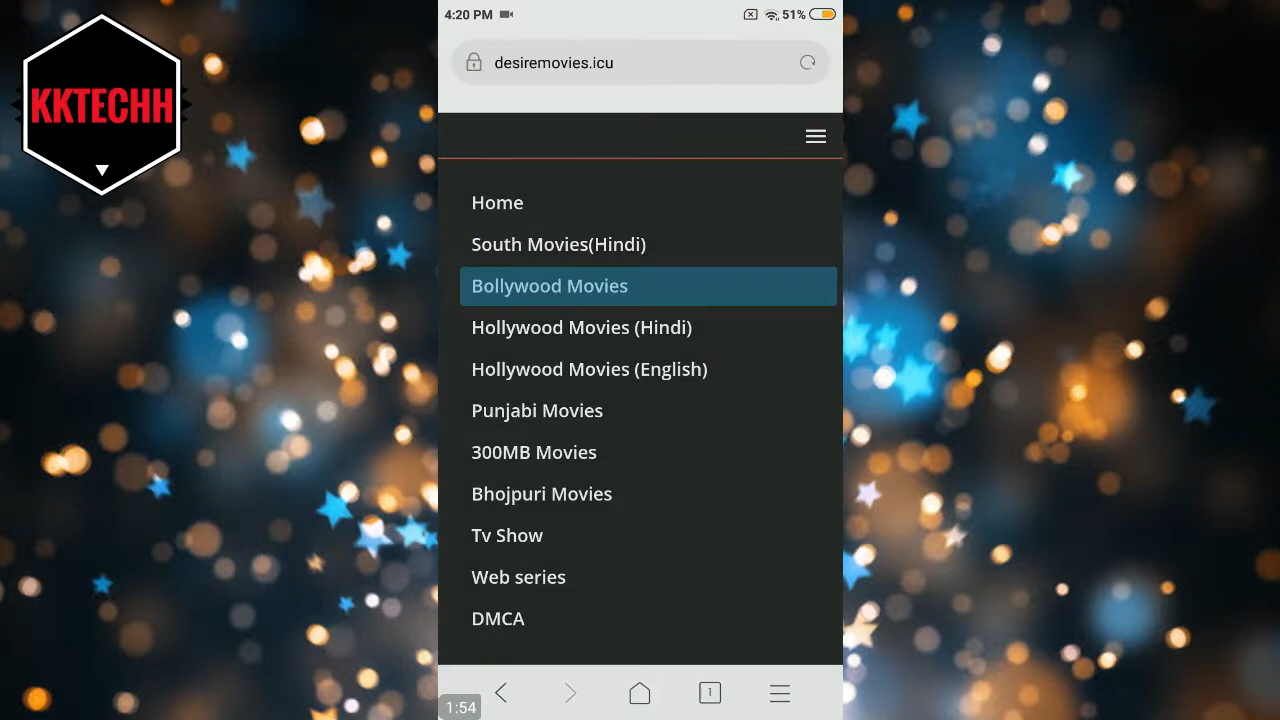 KKTECHH
4:20 PM 51%
desiremovies.icu
Home
South Movies(Hindi)
Bollywood Movies
Hollywood Movies (Hindi)
Hollywood Movies (English)
Punjabi Movies
300MB Movies
Bhojpuri Movies
Tv Show
Web series
DMCA
1
1:54